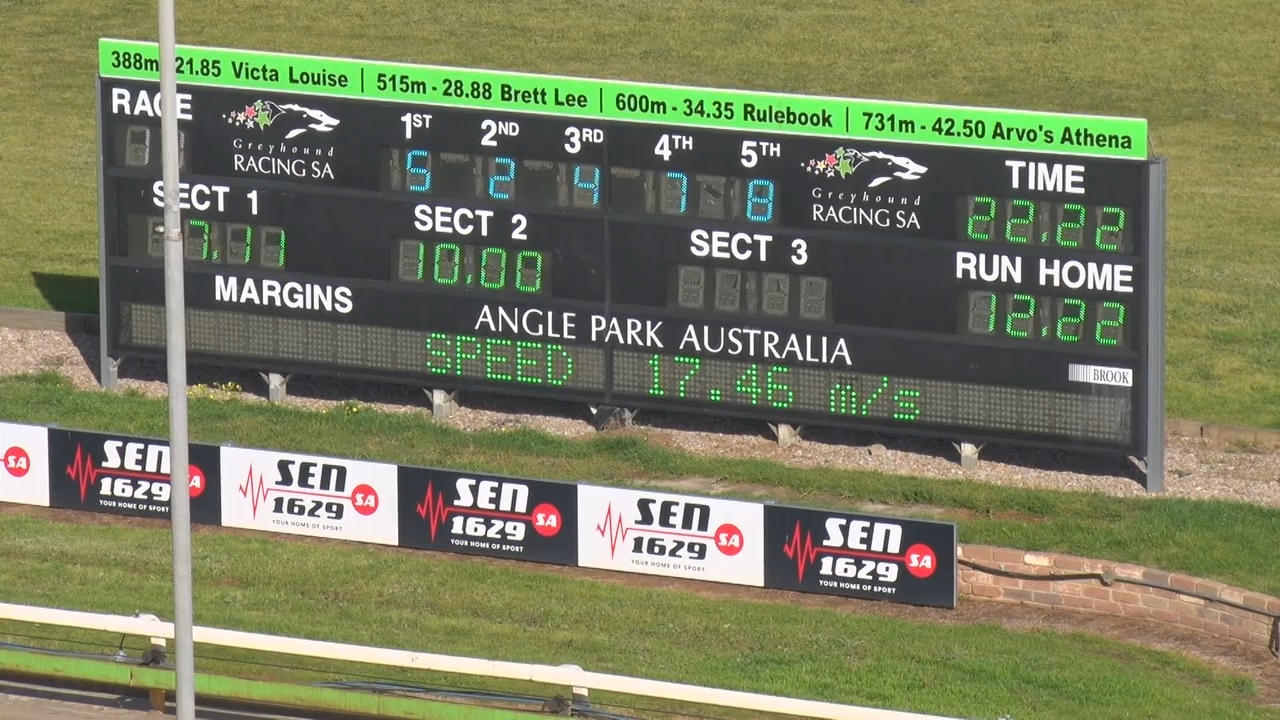 388m 21.85 Victa Louise | 515m - 28.88 Brett Lee | 600m - 34.35 Rulebook | 731m - 42.50 Arvo's Athena
RACE
Greyhound
RACING SA
1ST 2ND 3RD 4TH 5TH
5 2 4 7 8
Greyhound
RACING SA
TIME
22.22
SECT 1
7.11
SECT 2
10.00
SECT 3
RUN HOME
12.22
MARGINS
ANGLE PARK AUSTRALIA
SPEED 17.46 m/s
BROOK
SA
SEN
1629 SA
YOUR HOME OF SPORT
SEN
1629 SA
YOUR HOME OF SPORT
SEN
1629 SA
YOUR HOME OF SPORT
SEN
1629 SA
YOUR HOME OF SPORT
SEN
1629 SA
YOUR HOME OF SPORT